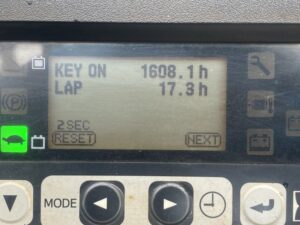 KEY ON 1608.1h
LAP 17.3h
2SEC
RESET NEXT
MODE